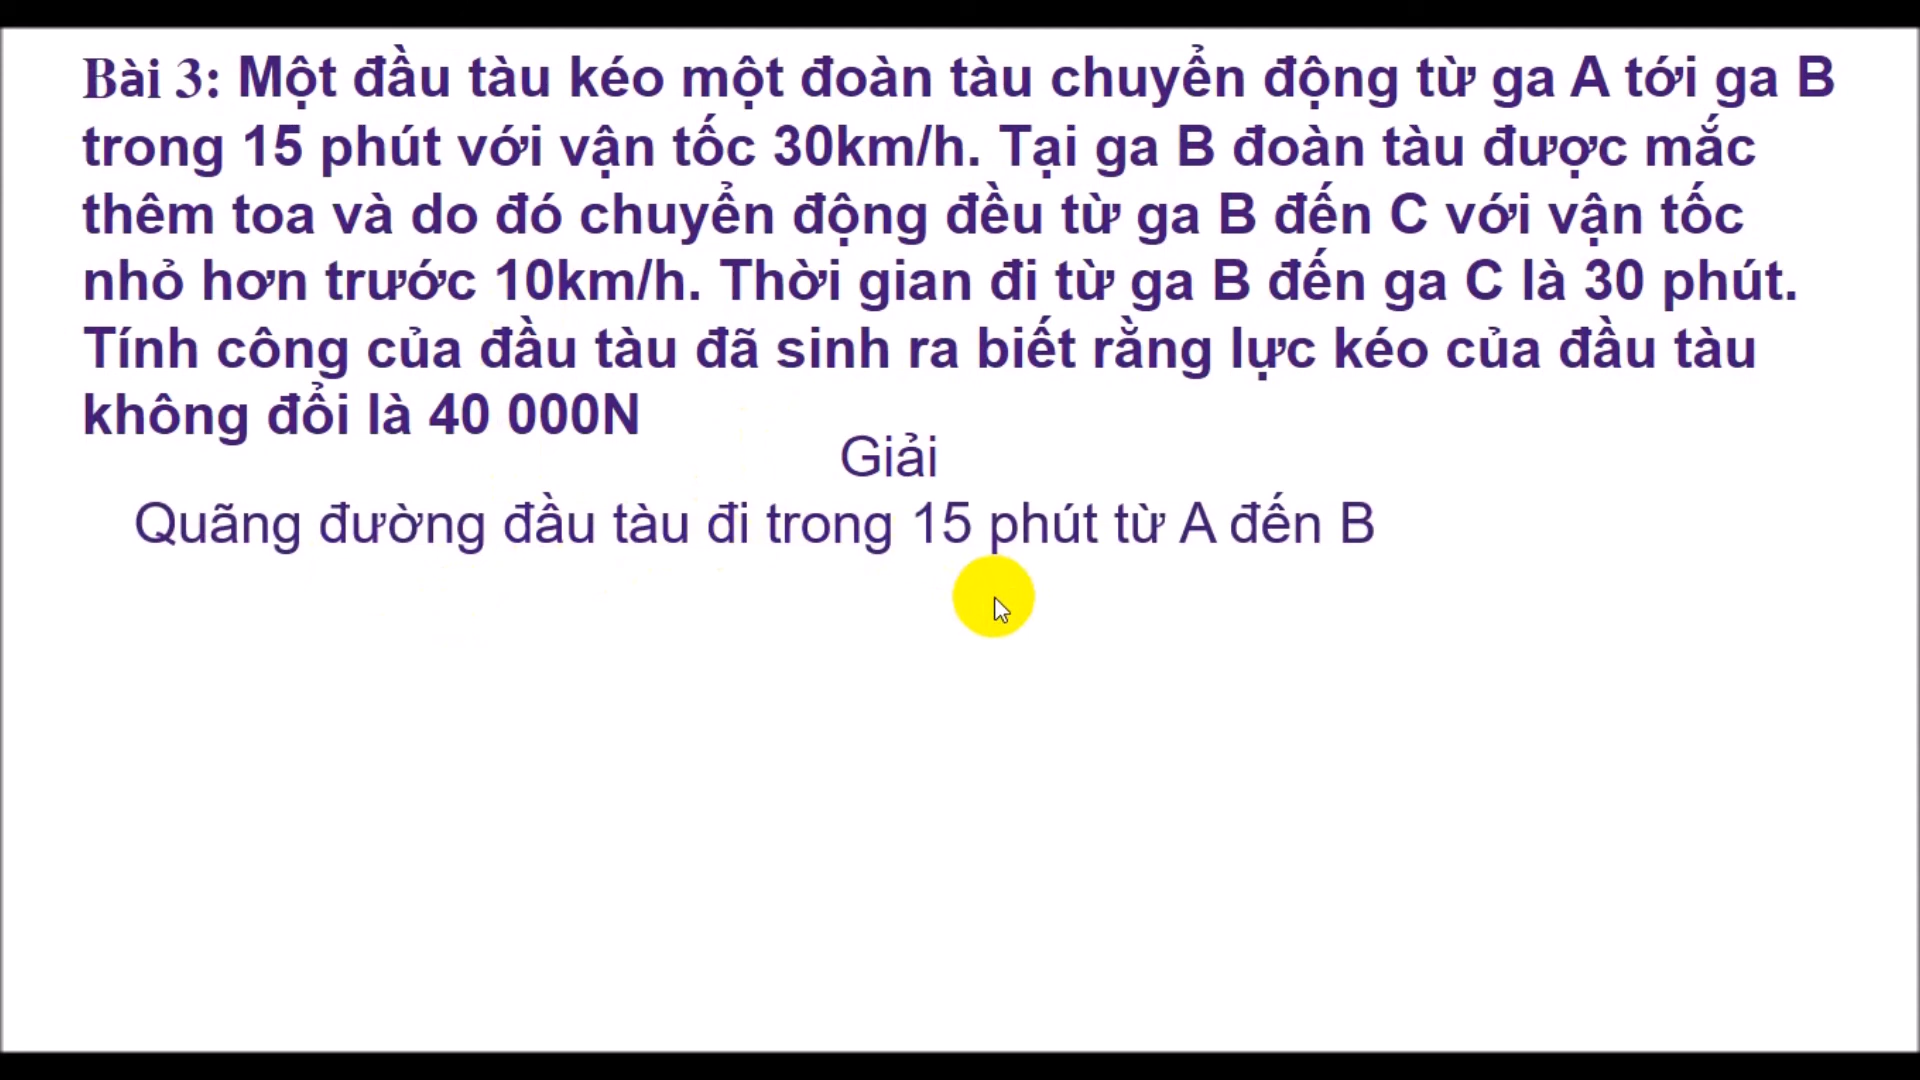 Bài 3: Một đầu tàu kéo một đoàn tàu chuyển động từ ga A tới ga B
trong 15 phút với vận tốc 30km/h. Tại ga B đoàn tàu được mắc
thêm toa và do đó chuyển động đều từ ga B đến C với vận tốc
nhỏ hơn trước 10km/h. Thời gian đi từ ga B đến ga C là 30 phút.
Tính công của đầu tàu đã sinh ra biết rằng lực kéo của đầu tàu
không đổi là 40 000N
Giải
Quãng đường đầu tàu đi trong 15 phút từ A đến B